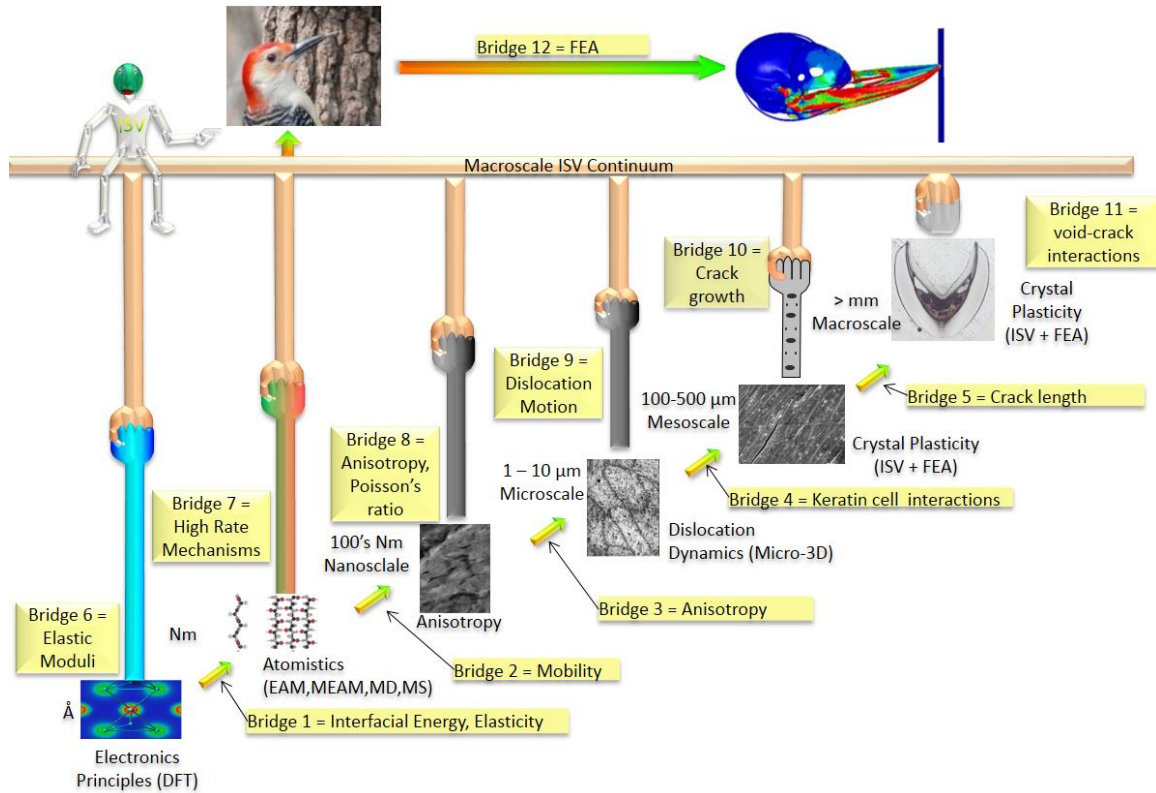 Bridge 12 = FEA
ISV
Macroscale ISV Continuum
Bridge 11 =
void-crack
interactions
Bridge 10 =
Crack
growth
> mm
Macroscale
Crystal
Plasticity
(ISV + FEA)
Bridge 9 =
Dislocation
Motion
100-500 µm
Mesoscale
Bridge 5 = Crack length
Bridge 8 =
Anisotropy,
Poisson's
ratio
1 – 10 µm
Microscale
Crystal Plasticity
(ISV + FEA)
Bridge 4 = Keratin cell interactions
Bridge 7 =
High Rate
Mechanisms
100's Nm
Nanosclale
Dislocation
Dynamics (Micro-3D)
Anisotropy
Bridge 3 = Anisotropy
Bridge 6 =
Elastic
Moduli
Nm
Atomistics
(EAM,MEAM,MD,MS)
Bridge 2 = Mobility
Å
Bridge 1 = Interfacial Energy, Elasticity
Electronics
Principles (DFT)